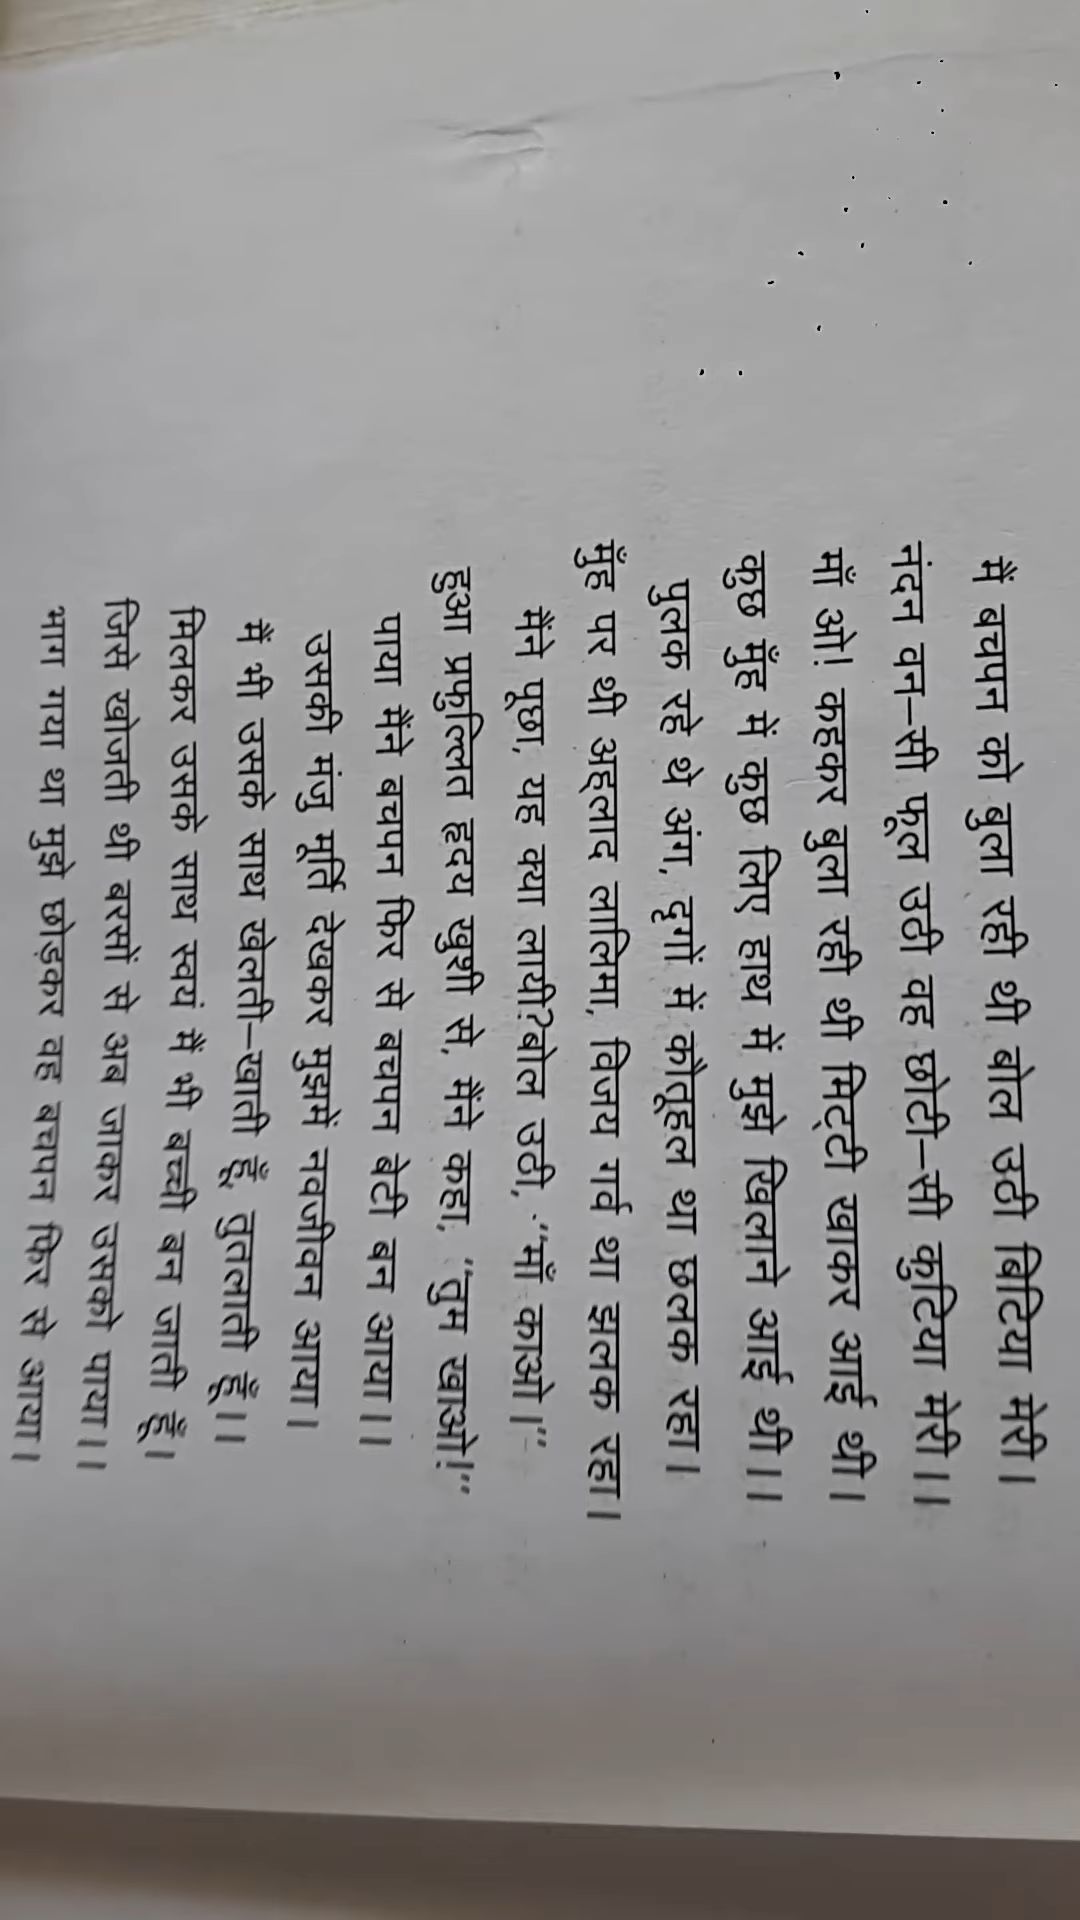 मैं बचपन को बुला रही थी बोल उठी बिटिया मेरी।
नंदन वन–सी फूल उठी वह छोटी–सी कुटिया मेरी।।
माँ ओ! कहकर बुला रही थी मिट्टी खाकर आई थी।
कुछ मुँह में कुछ लिए हाथ में मुझे खिलाने आई थी।।
पुलक रहे थे अंग, दृगों में कौतूहल था छलक रहा।
मुँह पर थी अह्लाद लालिमा, विजय गर्व था झलक रहा।
मैंने पूछा, यह क्या लायी?बोल उठी, "माँ काओ।"
हुआ प्रफुल्लित हृदय खुशी से, मैंने कहा, "तुम खाओ!"
पाया मैंने बचपन फिर से बचपन बेटी बन आया।।
उसकी मंजु मूर्ति देखकर मुझमें नवजीवन आया।
मैं भी उसके साथ खेलती–खाती हूँ, तुतलाती हूँ।।
मिलकर उसके साथ स्वयं मैं भी बच्ची बन जाती हूँ।
जिसे खोजती थी बरसों से अब जाकर उसको पाया।।
भाग गया था मुझे छोड़कर वह बचपन फिर से आया।